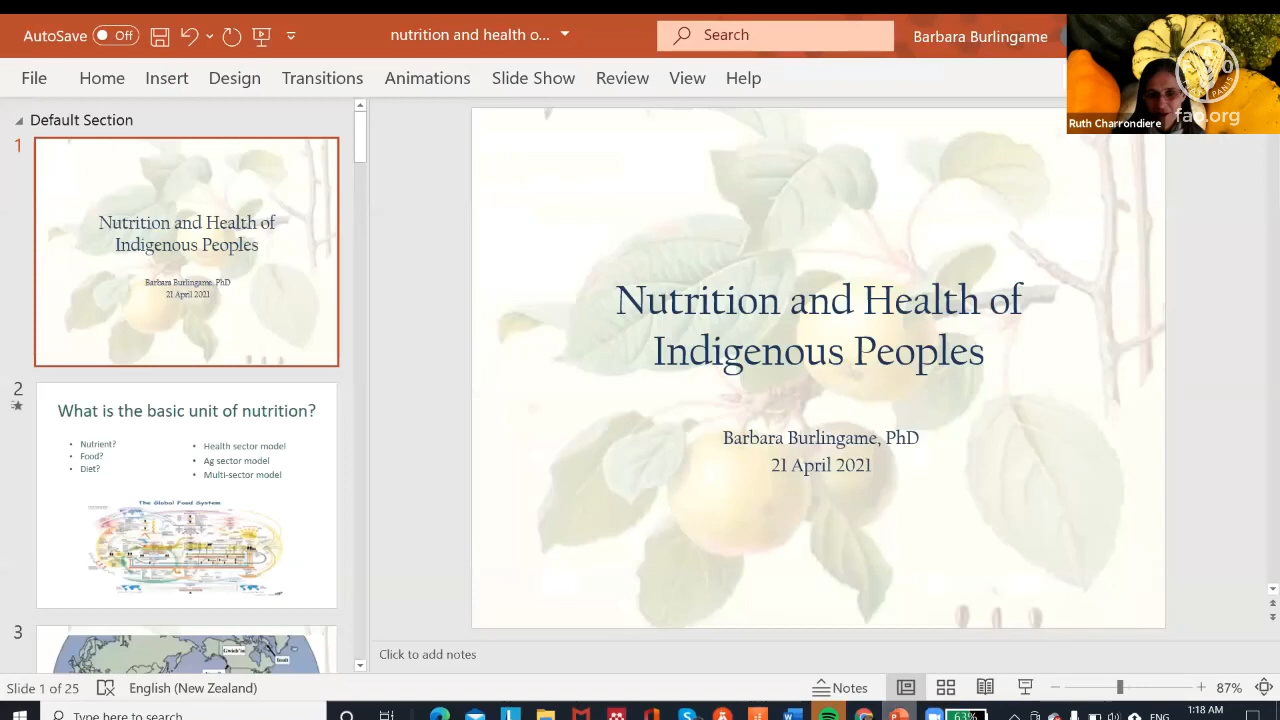 AutoSave Off nutrition and health o... Search Barbara Burlingame
File Home Insert Design Transitions Animations Slide Show Review View Help
Ruth Charrondiere
fao.org
Default Section
1
Nutrition and Health of
Indigenous Peoples
Barbara Burlingame, PhD
21 April 2021
2
What is the basic unit of nutrition?
• Nutrient?
• Food?
• Diet?
• Health sector model
• Ag sector model
• Multi-sector model
The Global Food System
3
Gwich'in
Inuit
Nutrition and Health of
Indigenous Peoples
Barbara Burlingame, PhD
21 April 2021
Click to add notes
Slide 1 of 25 English (New Zealand) Notes 87%
Type here to search 63% ENG 1:18 AM